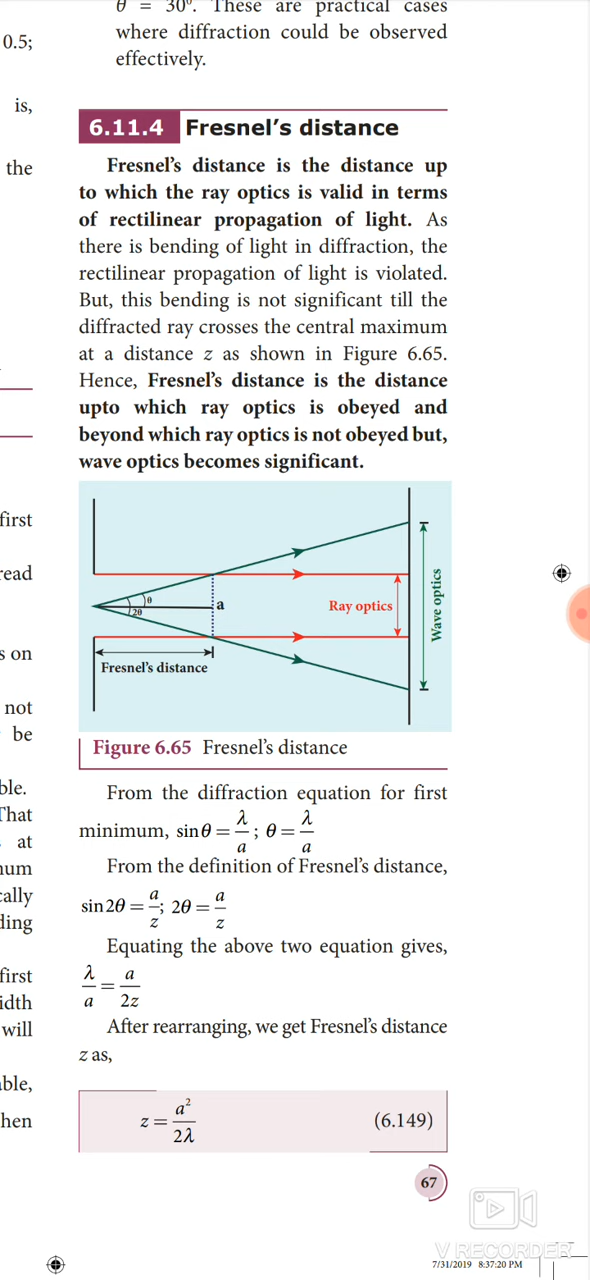 θ = 30⁰. These are practical cases
where diffraction could be observed
effectively.
0.5;
is,
the
6.11.4 Fresnel's distance
Fresnel's distance is the distance up
to which the ray optics is valid in terms
of rectilinear propagation of light. As
there is bending of light in diffraction, the
rectilinear propagation of light is violated.
But, this bending is not significant till the
diffracted ray crosses the central maximum
at a distance z as shown in Figure 6.65.
Hence, Fresnel's distance is the distance
upto which ray optics is obeyed and
beyond which ray optics is not obeyed but,
wave optics becomes significant.
first
read
s on
not
be
ble.
That
at
num
cally
ding
first
idth
will
able,
hen
θ
2θ
a
Ray optics
Wave optics
Fresnel's distance
Figure 6.65 Fresnel's distance
From the diffraction equation for first
minimum, sinθ = λ/a ; θ = λ/a
From the definition of Fresnel's distance,
sin 2θ = a/z; 2θ = a/z
Equating the above two equation gives,
λ/a = a/2z
After rearranging, we get Fresnel's distance
z as,
z = a²/2λ (6.149)
67
V RECORDER
7/31/2019 8:37:20 PM